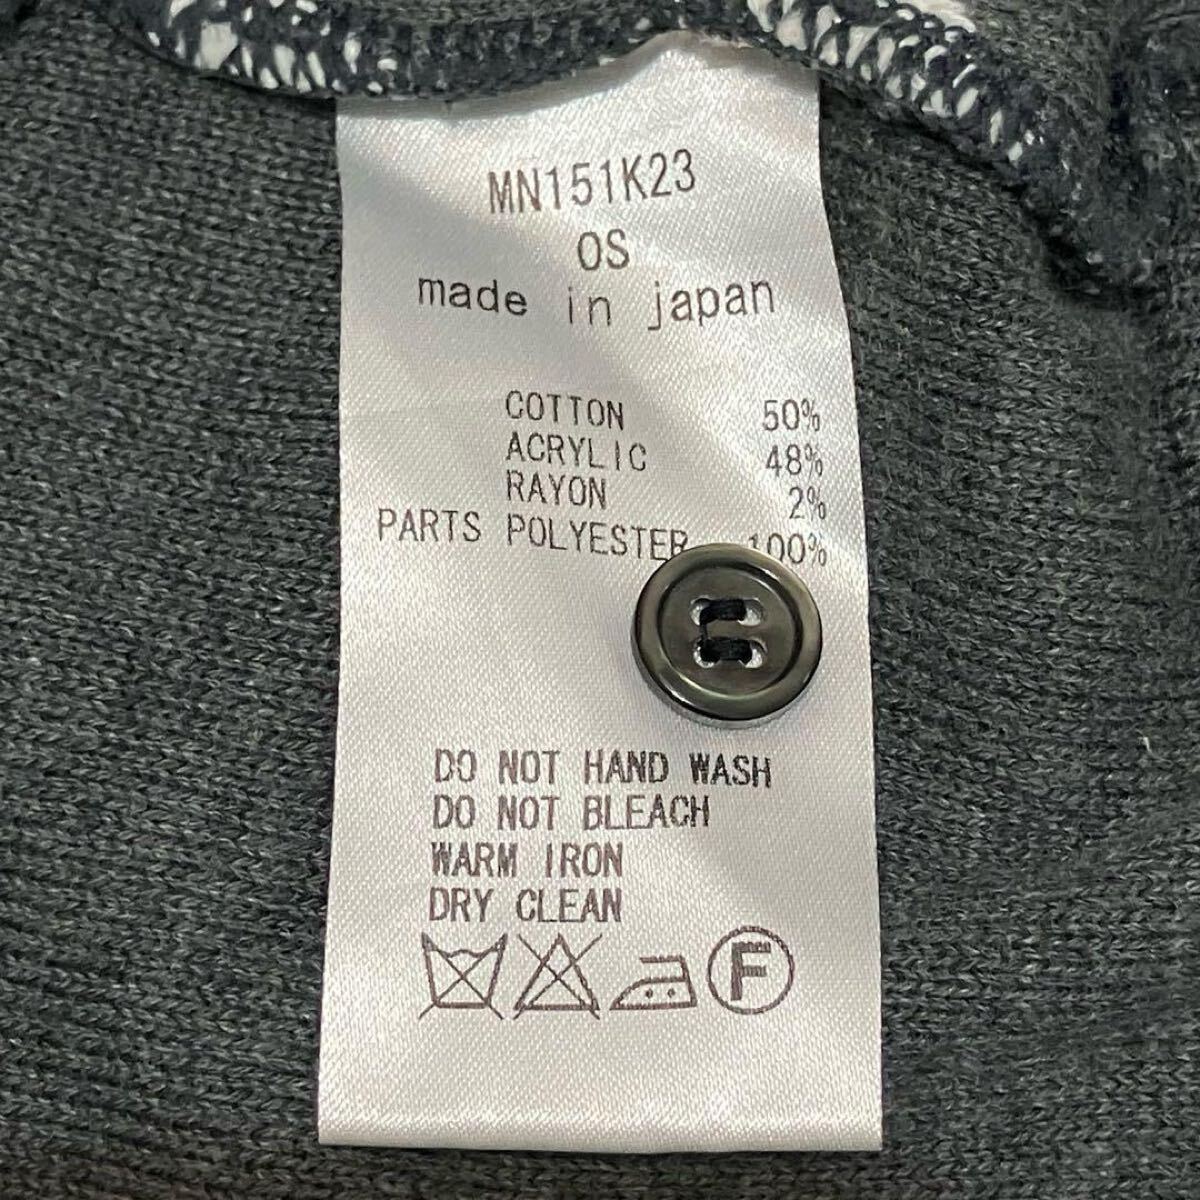 MN151K23
OS
made in japan
COTTON 50%
ACRYLIC 48%
RAYON 2%
PARTS POLYESTER 100%
DO NOT HAND WASH
DO NOT BLEACH
WARM IRON
DRY CLEAN
F